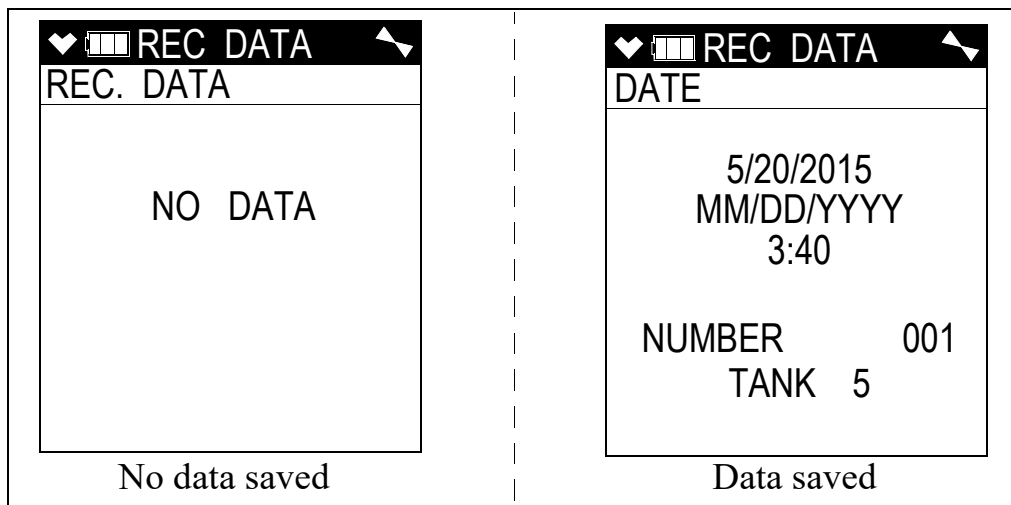 REC DATA
REC. DATA
NO DATA
No data saved
REC DATA
DATE
5/20/2015
MM/DD/YYYY
3:40
NUMBER 001
TANK 5
Data saved